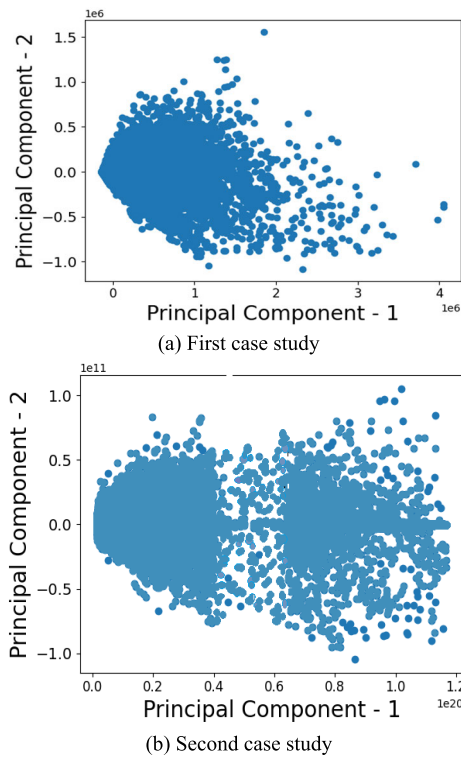 1e6
1.5
1.0
0.5
0.0
−0.5
−1.0
Principal Component - 2
0 1 2 3 4
1e6
Principal Component - 1
(a) First case study
1e11
1.0
0.5
0.0
−0.5
−1.0
Principal Component - 2
0.0 0.2 0.4 0.6 0.8 1.0 1.2
1e20
Principal Component - 1
(b) Second case study